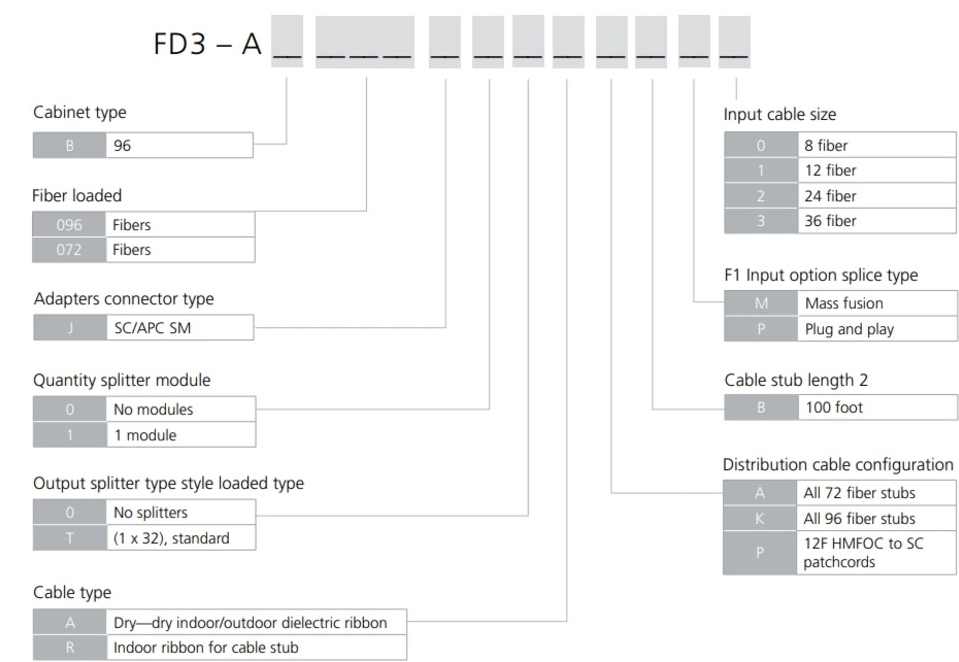 FD3 – A _ _ _ _ _ _ _ _ _ _ _ _
Cabinet type
B 96
Fiber loaded
096 Fibers
072 Fibers
Adapters connector type
J SC/APC SM
Quantity splitter module
0 No modules
1 1 module
Output splitter type style loaded type
0 No splitters
T (1 x 32), standard
Cable type
A Dry—dry indoor/outdoor dielectric ribbon
R Indoor ribbon for cable stub
Input cable size
0 8 fiber
1 12 fiber
2 24 fiber
3 36 fiber
F1 Input option splice type
M Mass fusion
P Plug and play
Cable stub length 2
B 100 foot
Distribution cable configuration
A All 72 fiber stubs
K All 96 fiber stubs
P 12F HMFOC to SC
patchcords